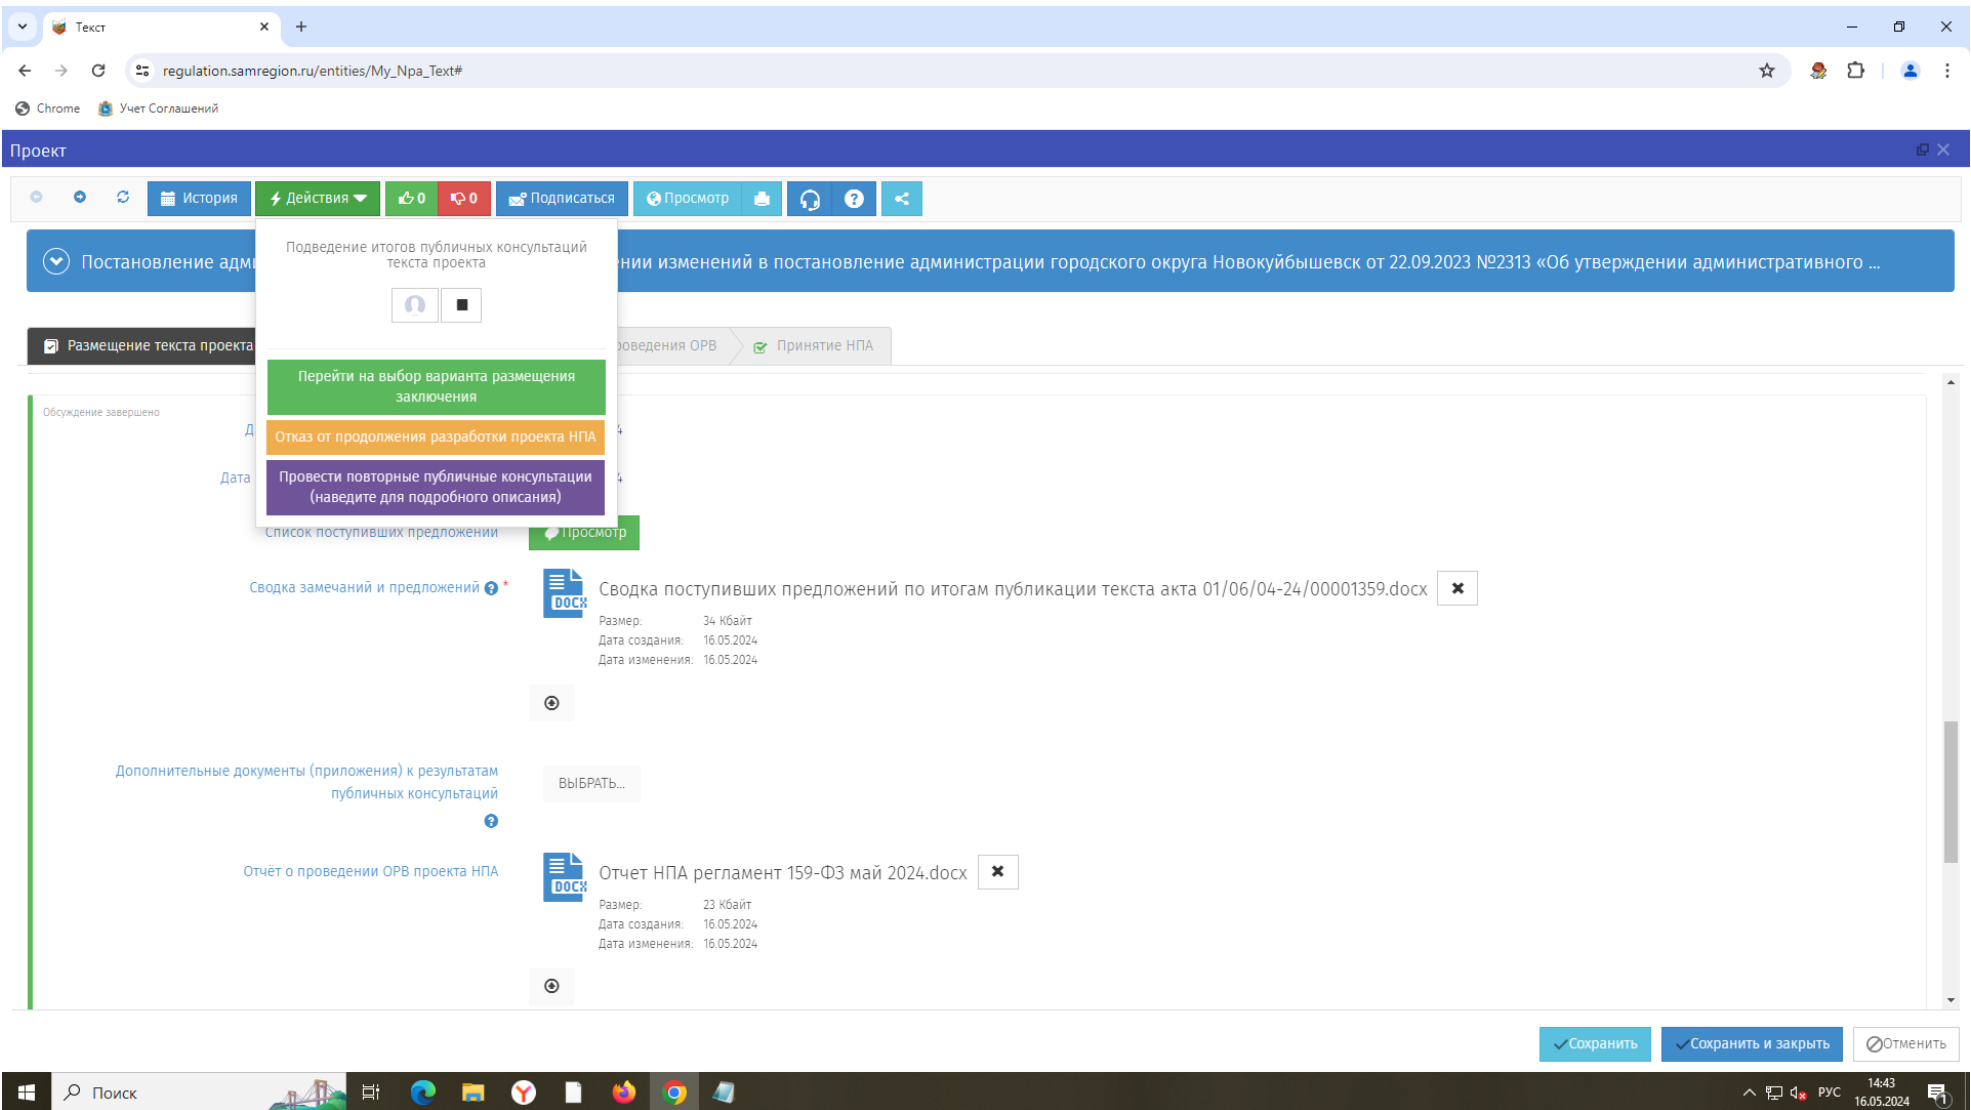 Текст
regulation.samregion.ru/entities/My_Npa_Text#
Chrome
Учет Соглашений
Проект
История
Действия
0
0
Подписаться
Просмотр
Подведение итогов публичных консультаций
текста проекта
Постановление адми
нии изменений в постановление администрации городского округа Новокуйбышевск от 22.09.2023 №2313 «Об утверждении административного ...
Размещение текста проекта
роведения ОРВ
Принятие НПА
Перейти на выбор варианта размещения
заключения
Отказ от продолжения разработки проекта НПА
Провести повторные публичные консультации
(наведите для подробного описания)
Обсуждение завершено
Дата
Список поступивших предложений
Просмотр
Сводка замечаний и предложений ? *
DOCX
Сводка поступивших предложений по итогам публикации текста акта 01/06/04-24/00001359.docx
Размер: 34 Кбайт
Дата создания: 16.05.2024
Дата изменения: 16.05.2024
Дополнительные документы (приложения) к результатам
публичных консультаций
?
ВЫБРАТЬ...
Отчёт о проведении ОРВ проекта НПА
DOCX
Отчет НПА регламент 159-ФЗ май 2024.docx
Размер: 23 Кбайт
Дата создания: 16.05.2024
Дата изменения: 16.05.2024
Сохранить
Сохранить и закрыть
Отменить
Поиск
РУС
14:43
16.05.2024
1